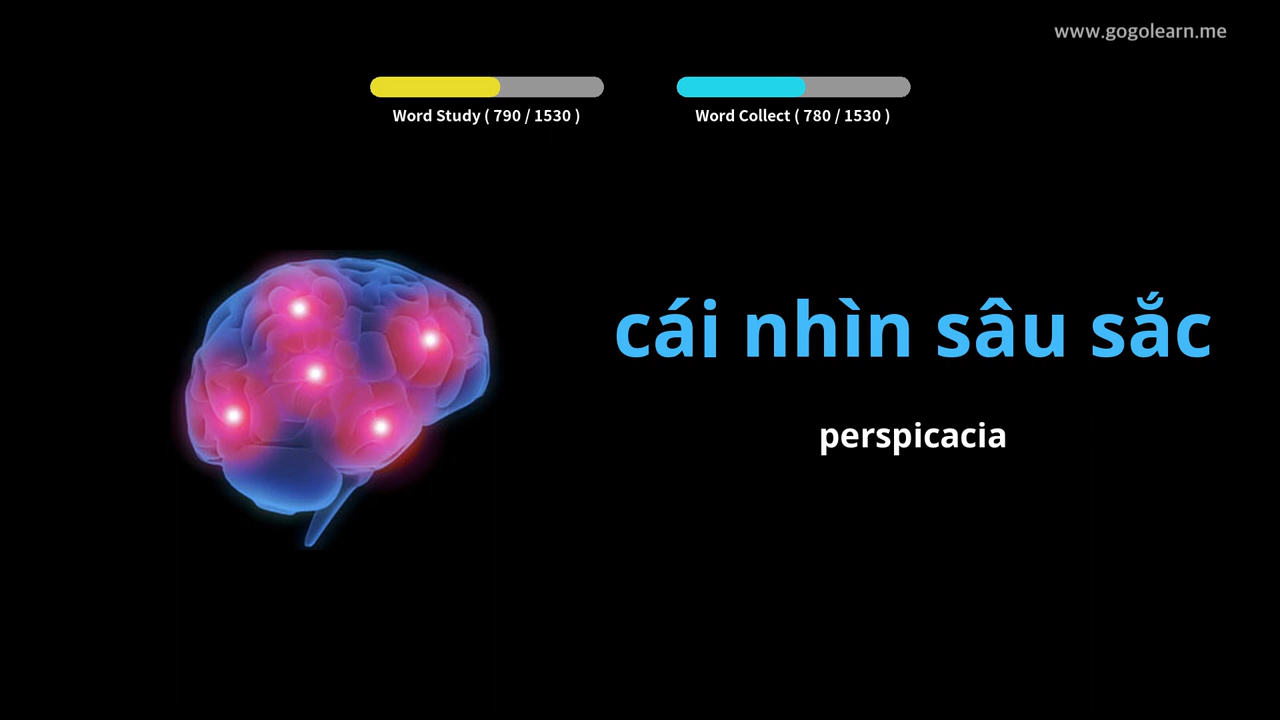 www.gogolearn.me
Word Study ( 790 / 1530 )
Word Collect ( 780 / 1530 )
cái nhìn sâu sắc
perspicacia